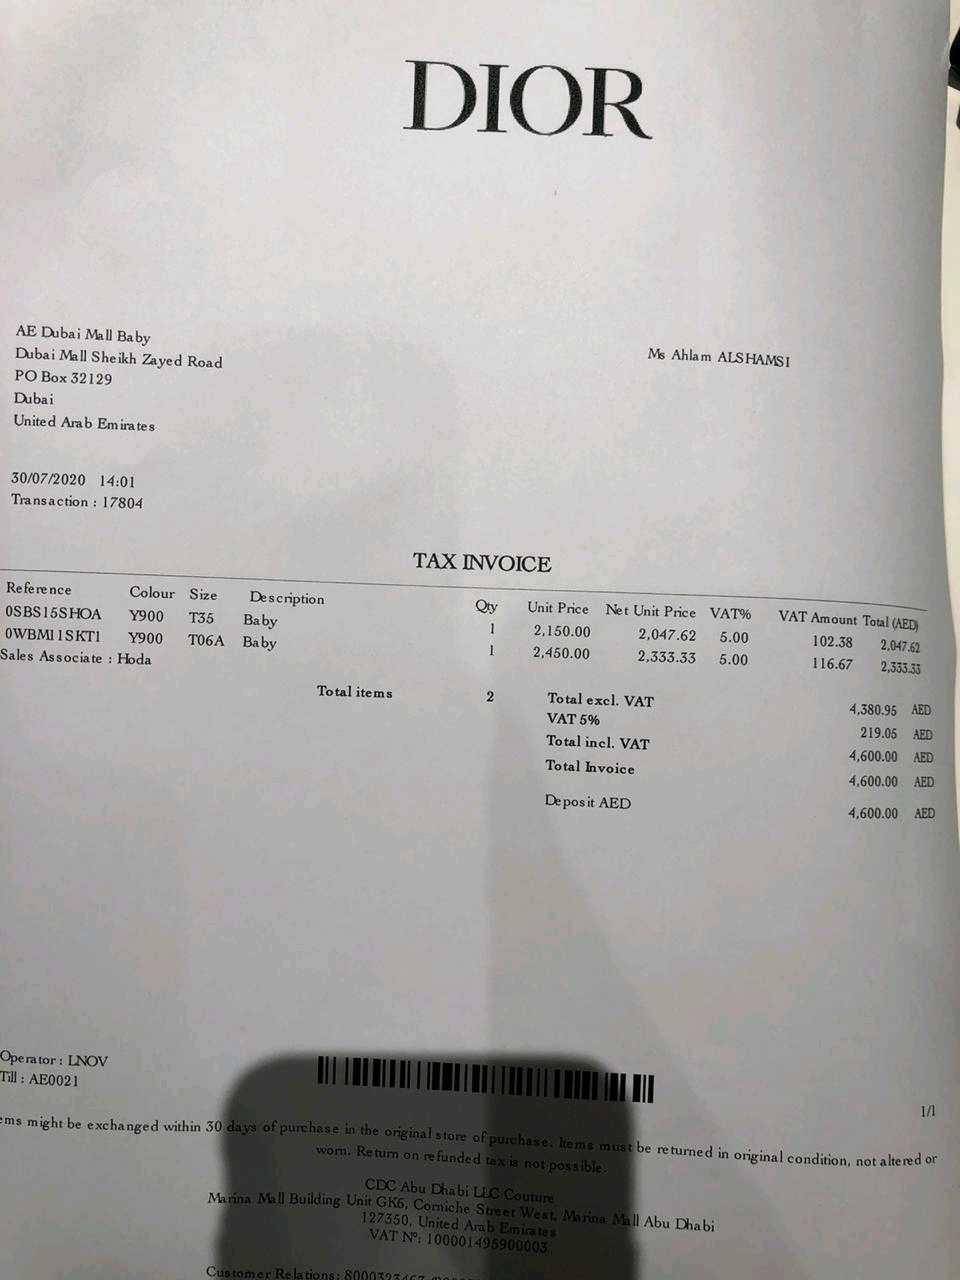 DIOR
AE Dubai Mall Baby
Dubai Mall Sheikh Zayed Road
PO Box 32129
Dubai
United Arab Emirates
Ms Ahlam ALSHAMSI
30/07/2020 14:01
Transaction : 17804
TAX INVOICE
Reference Colour Size Description Qty Unit Price Net Unit Price VAT% VAT Amount Total (AED)
0SBS15SHOA Y900 T35 Baby 1 2,150.00 2,047.62 5.00 102.38 2,047.62
0WBM11SKT1 Y900 T06A Baby 1 2,450.00 2,333.33 5.00 116.67 2,333.33
Sales Associate : Hoda
Total items 2 Total excl. VAT 4,380.95 AED
VAT 5% 219.05 AED
Total incl. VAT 4,600.00 AED
Total Invoice 4,600.00 AED
Deposit AED 4,600.00 AED
Operator : LNOV
Till : AE0021
1/1
ems might be exchanged within 30 days of purchase in the original store of purchase. Items must be returned in original condition, not altered or
worn. Return on refunded tax is not possible.
CDC Abu Dhabi LLC Couture
Marina Mall Building Unit GK6, Corniche Street West, Marina Mall Abu Dhabi
127350, United Arab Emirates
VAT N°: 100001495900003
Customer Relations: 8000323467